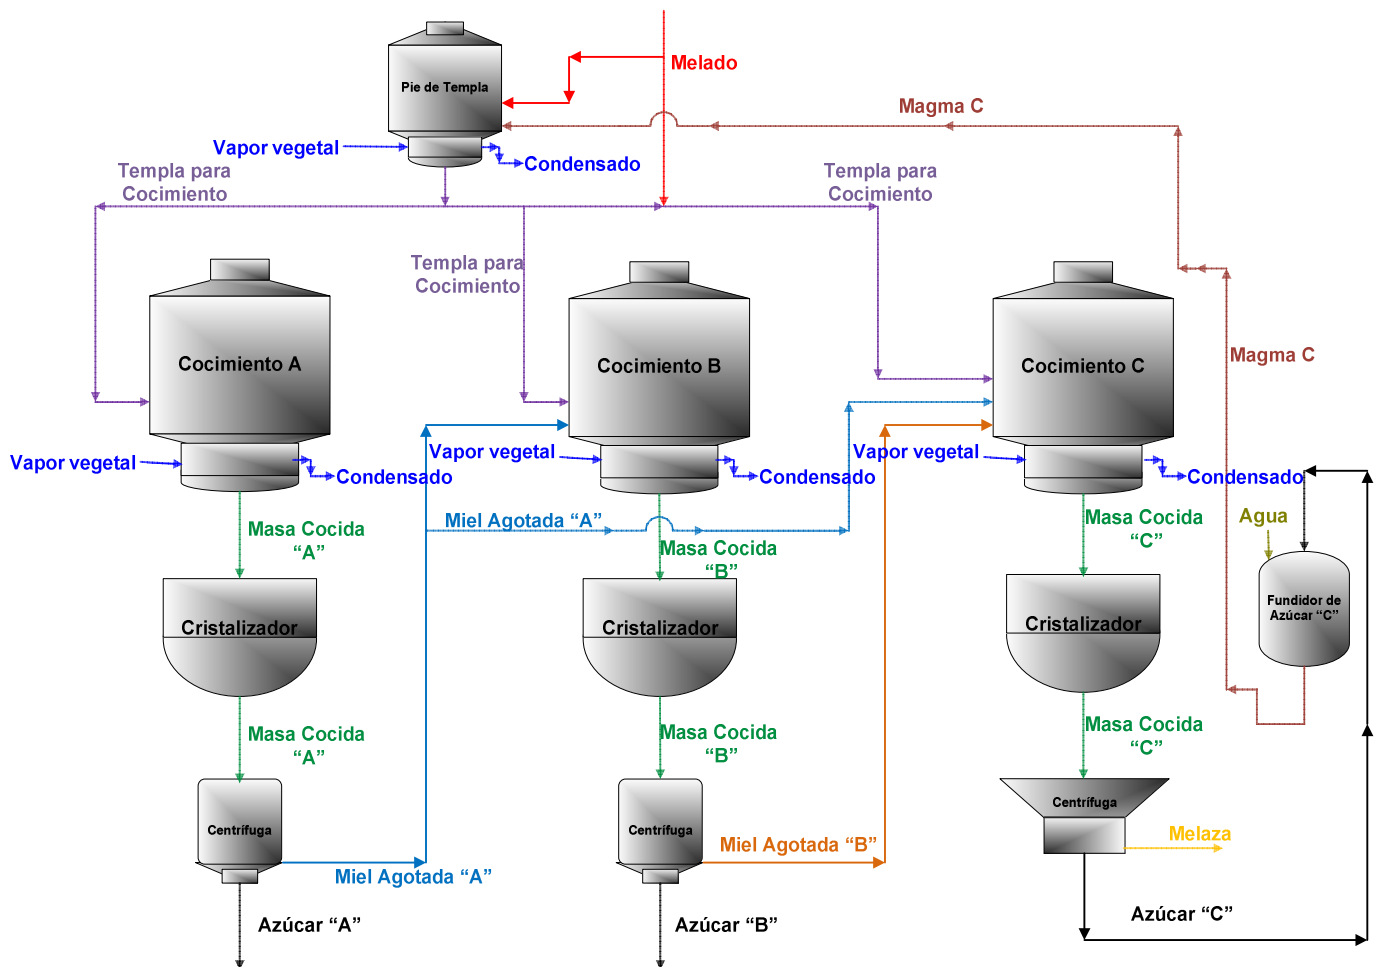 Melado
Pie de Templa
Magma C
Vapor vegetal
Condensado
Templa para
Cocimiento
Templa para
Cocimiento
Templa para
Cocimiento
Cocimiento A
Cocimiento B
Cocimiento C
Magma C
Vapor vegetal
Condensado
Vapor vegetal
Condensado
Vapor vegetal
Condensado
Masa Cocida
“A”
Miel Agotada “A”
Masa Cocida
“B”
Masa Cocida
“C”
Agua
Fundidor de
Azúcar “C”
Cristalizador
Cristalizador
Cristalizador
Masa Cocida
“A”
Masa Cocida
“B”
Masa Cocida
“C”
Centrífuga
Centrífuga
Centrífuga
Melaza
Miel Agotada “A”
Miel Agotada “B”
Azúcar “A”
Azúcar “B”
Azúcar “C”